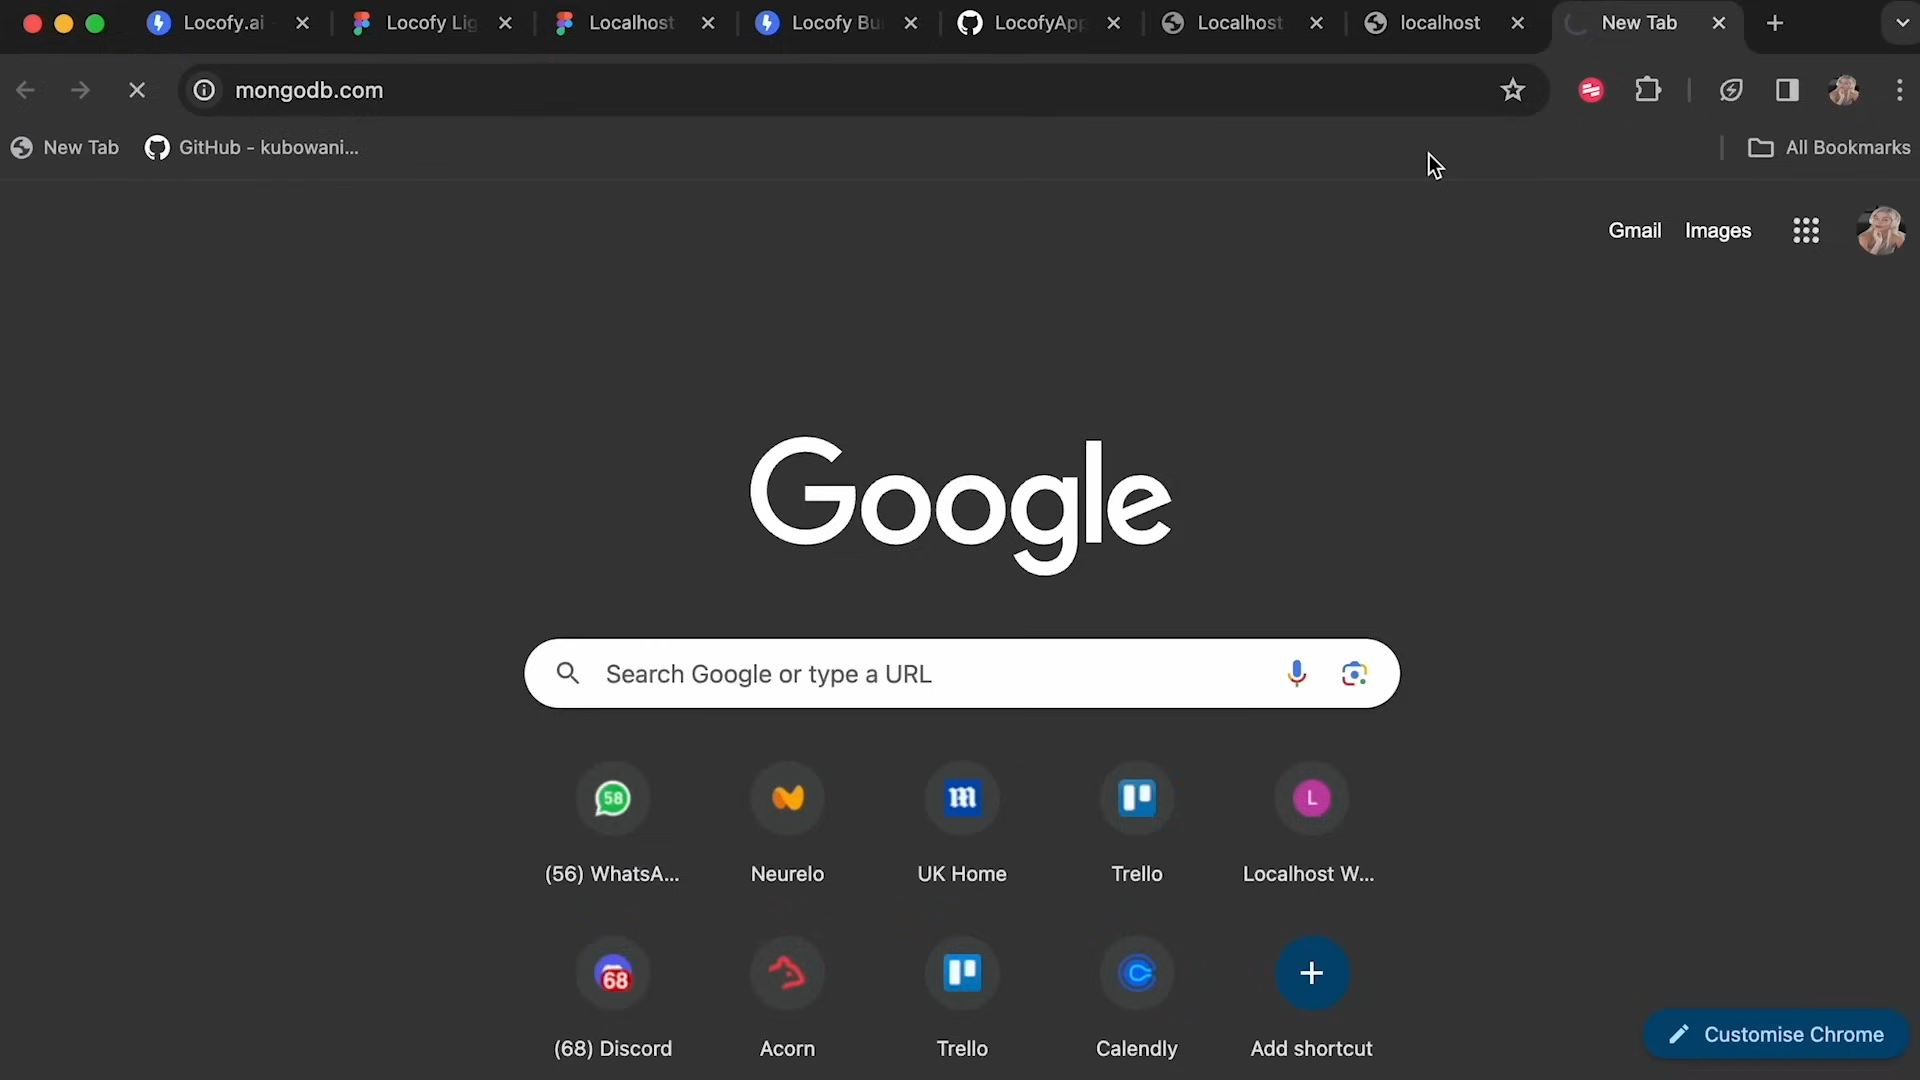 Locofy.ai
Locofy Lig
Localhost
Locofy Bu
LocofyApp
Localhost
localhost
New Tab
mongodb.com
New Tab
GitHub - kubowani...
All Bookmarks
Gmail
Images
Google
Search Google or type a URL
58
L
(56) WhatsA...
Neurelo
UK Home
Trello
Localhost W...
68
(68) Discord
Acorn
Trello
Calendly
Add shortcut
Customise Chrome